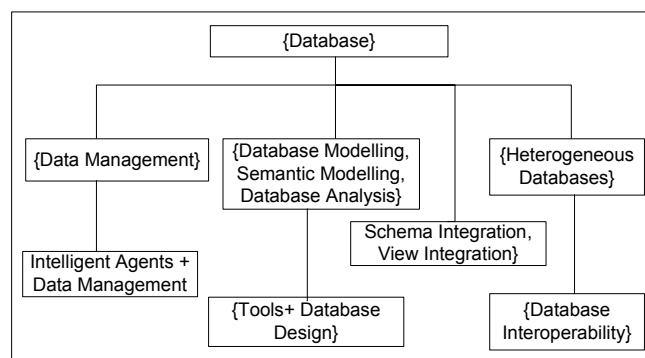 {Database}
{Data Management}
{Database Modelling,
Semantic Modelling,
Database Analysis}
{Heterogeneous
Databases}
Schema Integration,
View Integration}
Intelligent Agents +
Data Management
{Tools+ Database
Design}
{Database
Interoperability}